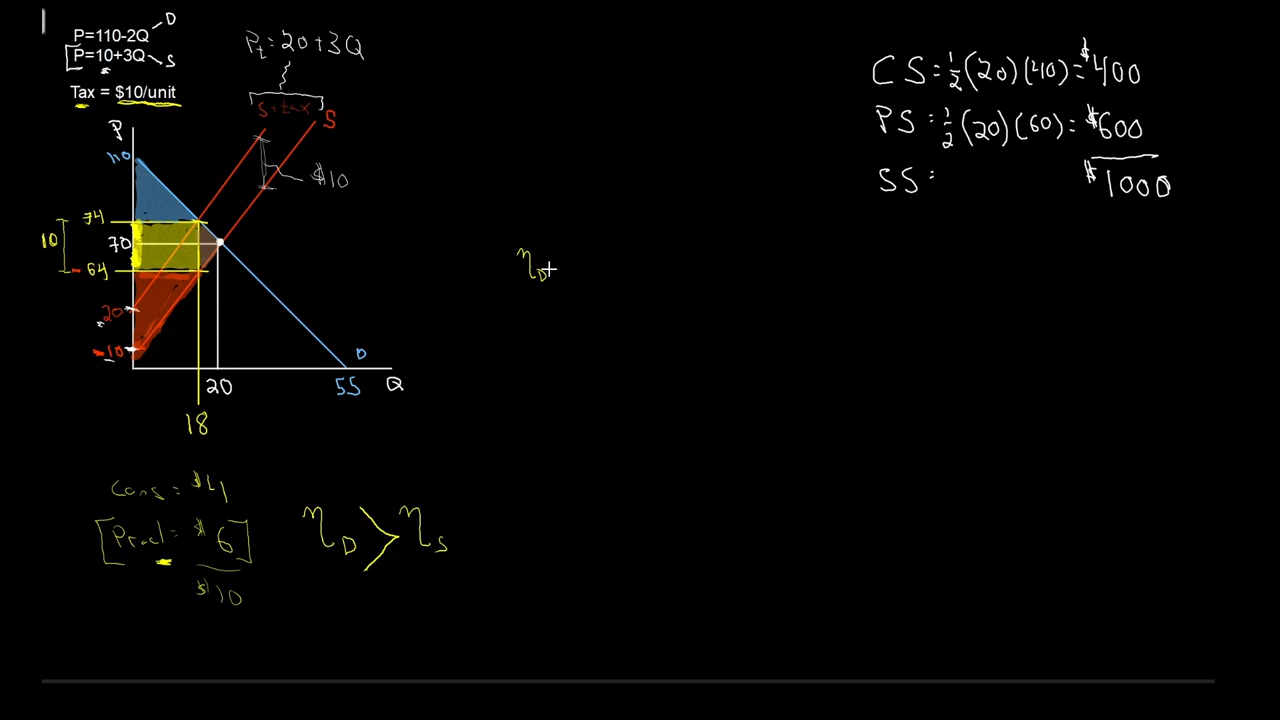 P=110-2Q D
P=10+3Q S
Tax = $10/unit
Pt=20+3Q
S+tax
S
$10
P
110
74
10
70
64
20
10
D
20
55
Q
18
CS=½(20)(40)=$400
PS=½(20)(60)=$600
SS= $1000
ηD
Cons=$4
[Prod=$6]
$10
ηD>ηS